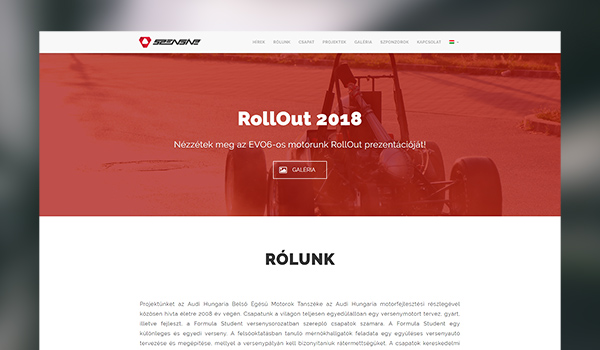 SZENGINE
HÍREK RÓLUNK CSAPAT PROJEKTEK GALÉRIA SZPONZOROK KAPCSOLAT
RollOut 2018
Nézzétek meg az EVO6-os motorunk RollOut prezentációját!
GALÉRIA
RÓLUNK
Projektünket az Audi Hungaria Belső Égésű Motorok Tanszéke az Audi Hungaria motorfejlesztési részlegével
közösen hívta életre 2008 év végén. Csapatunk a világon teljesen egyedülállóan egy versenymotort tervez, gyárt,
illetve fejleszt, a Formula Student versenysorozatban szereplő csapatok számára. A Formula Student egy
különleges és egyedi verseny. A felsőoktatásban tanuló mérnökhallgatók feladata egy együléses versenyautó
tervezése és megépítése, mellyel a versenypályán kell bizonyítaniuk rátermettségüket. A csapatok kereskedelmi